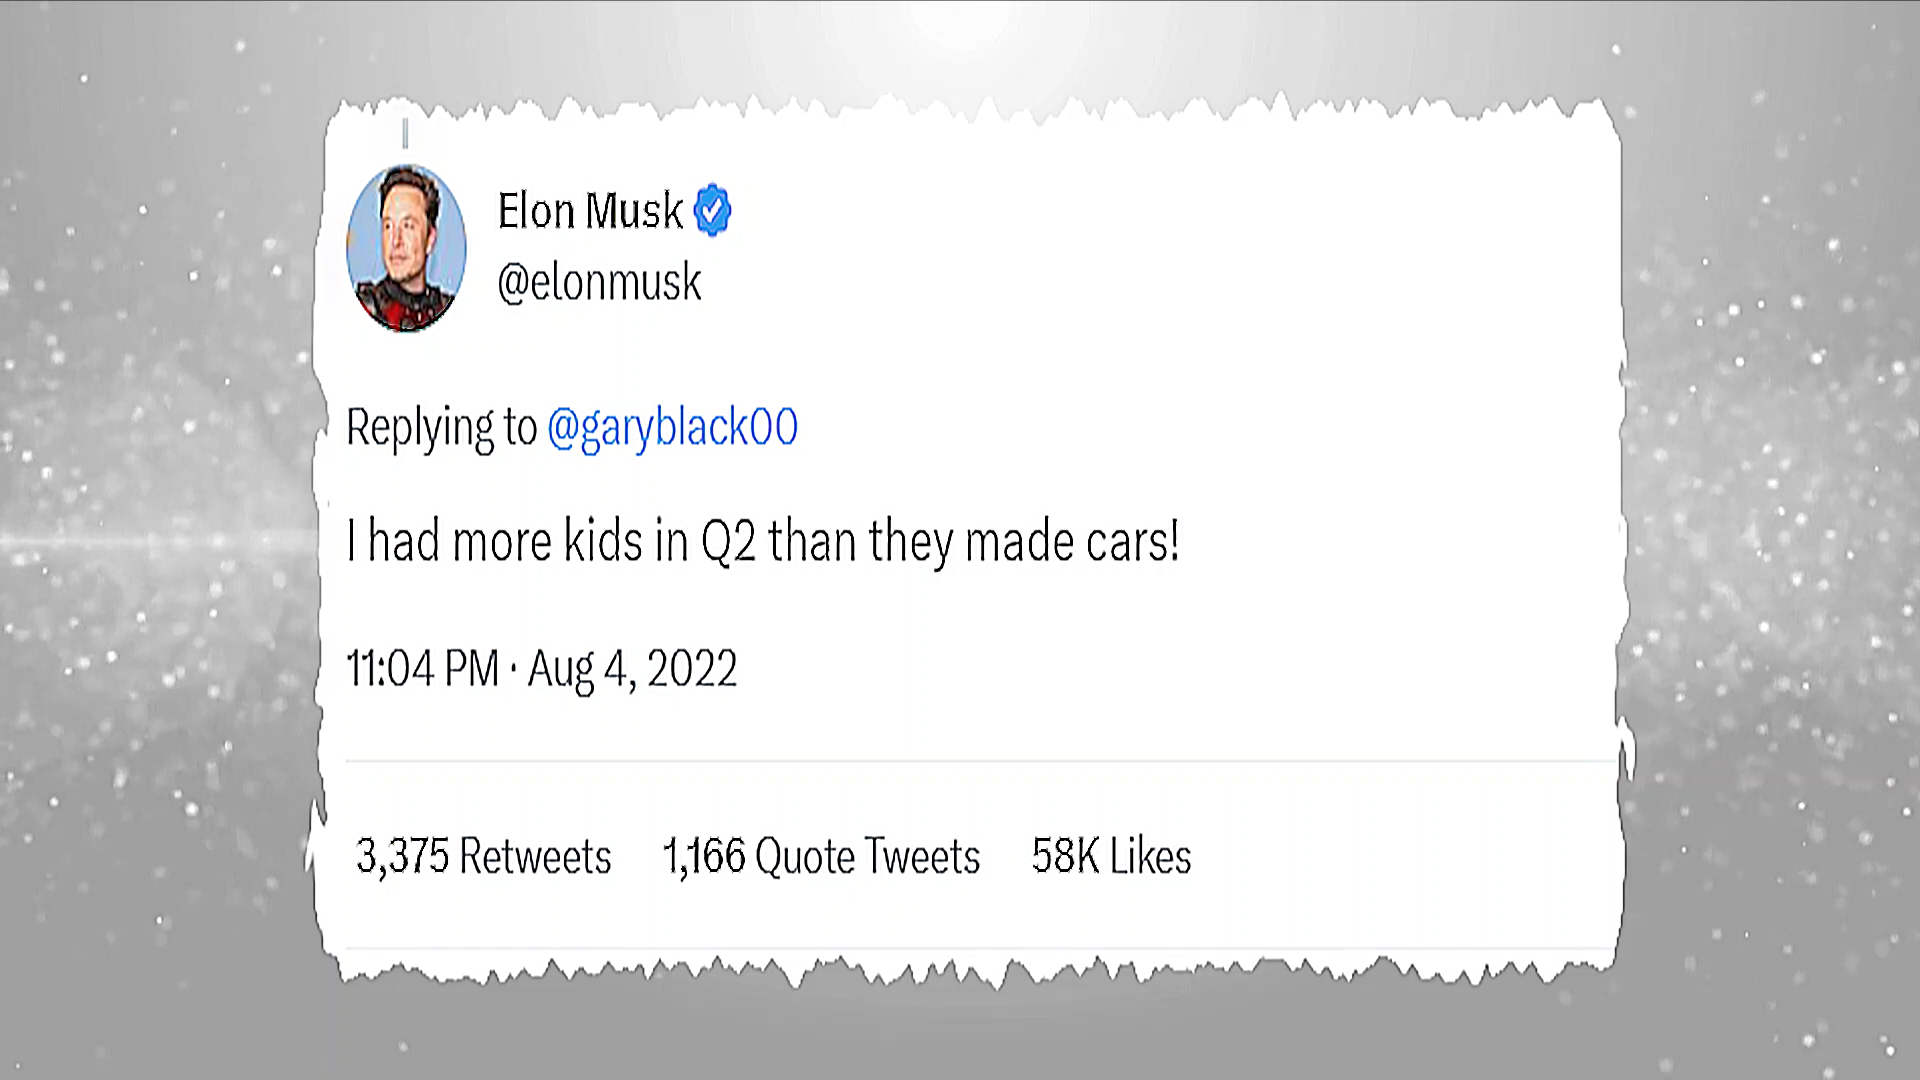 Elon Musk
@elonmusk
Replying to @garyblack00
I had more kids in Q2 than they made cars!
11:04 PM · Aug 4, 2022
3,375 Retweets 1,166 Quote Tweets 58K Likes